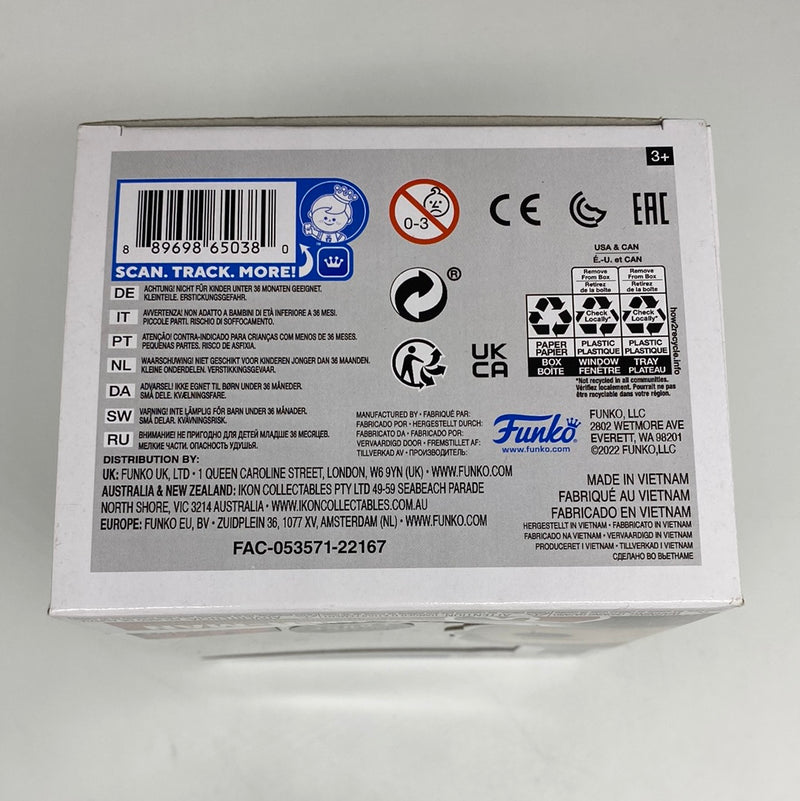 3+
8 89698 65038 0
SCAN. TRACK. MORE!
™
0-3
CE
EAC
®
UK
CA
USA & CAN
É.-U. et CAN
Remove From Box
Retirez de la boîte
Remove From Box
Retirez de la boîte
Check Locally*
Check Locally*
PAPER
PAPIER
BOX
BOÎTE
PLASTIC
PLASTIQUE
WINDOW
FENÊTRE
PLASTIC
PLASTIQUE
TRAY
PLATEAU
how2recycle.info
*Not recycled in all communities.
Vérifiez localement. Pourrait ne pas
être recyclable dans votre région.
DE ACHTUNG! NICHT FÜR KINDER UNTER 36 MONATEN GEEIGNET.
KLEINTEILE. ERSTICKUNGSGEFAHR.
IT AVVERTENZA! NON ADATTO A BAMBINI DI ETÀ INFERIORE A 36 MESI.
PICCOLE PARTI. RISCHIO DI SOFFOCAMENTO.
PT ATENÇÃO! CONTRA-INDICADO PARA CRIANÇAS COM MENOS DE 36 MESES.
PEQUENAS PARTES. RISCO DE ASFIXIA.
NL WAARSCHUWING! NIET GESCHIKT VOOR KINDEREN JONGER DAN 36 MAANDEN.
KLEINE ONDERDELEN. VERSTIKKINGSGEVAAR.
DA ADVARSEL! IKKE EGNET TIL BØRN UNDER 36 MÅNEDER.
SMÅ DELE. KVÆLNINGSFARE.
SW VARNING! INTE LÄMPLIG FÖR BARN UNDER 36 MÅNADER.
SMÅ DELAR. KVÄVNINGSRISK.
RU ВНИМАНИЕ! НЕ ПРИГОДНО ДЛЯ ДЕТЕЙ МЛАДШЕ 36 МЕСЯЦЕВ.
МЕЛКИЕ ЧАСТИ. ОПАСНОСТЬ УДУШЬЯ.
MANUFACTURED BY • FABRIQUÉ PAR:
FABRICADO POR • HERGESTELLT DURCH:
FABBRICATO DA • FABRICADO POR:
VERVAARDIGD DOOR • FREMSTILLET AF:
TILLVERKAD AV • ПРОИЗВОДИТЕЛЬ:
Funko
www.funko.com
FUNKO, LLC
2802 WETMORE AVE
EVERETT, WA 98201
©2022 FUNKO,LLC
DISTRIBUTION BY:
UK: FUNKO UK, LTD • 1 QUEEN CAROLINE STREET, LONDON, W6 9YN (UK) • WWW.FUNKO.COM
AUSTRALIA & NEW ZEALAND: IKON COLLECTABLES PTY LTD 49-59 SEABEACH PARADE
NORTH SHORE, VIC 3214 AUSTRALIA • WWW.IKONCOLLECTABLES.COM.AU
EUROPE: FUNKO EU, BV • ZUIDPLEIN 36, 1077 XV, AMSTERDAM (NL) • WWW.FUNKO.COM
FAC-053571-22167
MADE IN VIETNAM
FABRIQUÉ AU VIETNAM
FABRICADO EN VIETNAM
HERGESTELLT IN VIETNAM • FABBRICATO IN VIETNAM
FABRICADO NA VIETNAM • VERVAARDIGD IN VIETNAM
PRODUCERET I VIETNAM • TILLVERKAD I VIETNAM
СДЕЛАНО ВО ВЬЕТНАМЕ